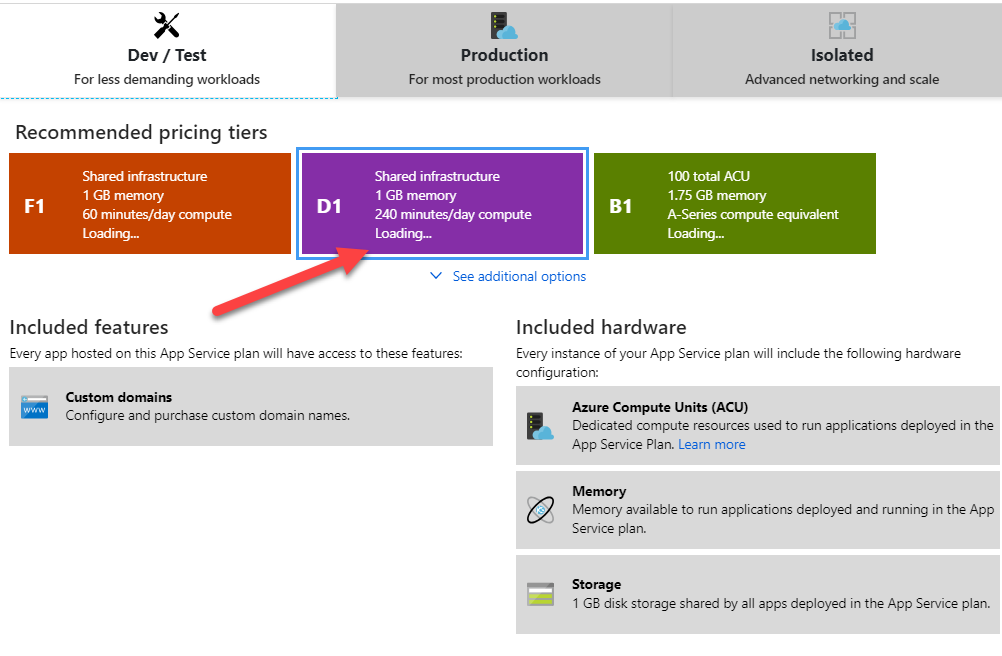 Dev / Test
For less demanding workloads
Production
For most production workloads
Isolated
Advanced networking and scale
Recommended pricing tiers
F1
Shared infrastructure
1 GB memory
60 minutes/day compute
Loading...
D1
Shared infrastructure
1 GB memory
240 minutes/day compute
Loading...
B1
100 total ACU
1.75 GB memory
A-Series compute equivalent
Loading...
See additional options
Included features
Every app hosted on this App Service plan will have access to these features:
www
Custom domains
Configure and purchase custom domain names.
Included hardware
Every instance of your App Service plan will include the following hardware
configuration:
Azure Compute Units (ACU)
Dedicated compute resources used to run applications deployed in the
App Service Plan. Learn more
Memory
Memory available to run applications deployed and running in the App
Service plan.
Storage
1 GB disk storage shared by all apps deployed in the App Service plan.